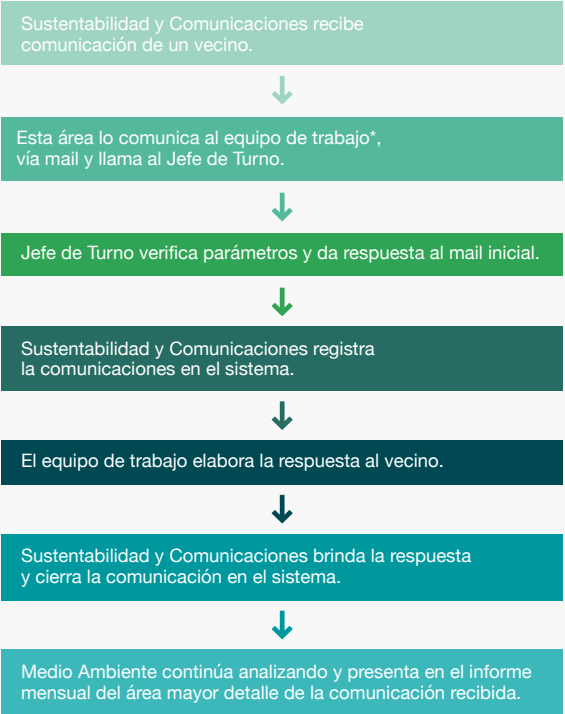 Sustentabilidad y Comunicaciones recibe
comunicación de un vecino.
Esta área lo comunica al equipo de trabajo*,
vía mail y llama al Jefe de Turno.
Jefe de Turno verifica parámetros y da respuesta al mail inicial.
Sustentabilidad y Comunicaciones registra
la comunicaciones en el sistema.
El equipo de trabajo elabora la respuesta al vecino.
Sustentabilidad y Comunicaciones brinda la respuesta
y cierra la comunicación en el sistema.
Medio Ambiente continúa analizando y presenta en el informe
mensual del área mayor detalle de la comunicación recibida.